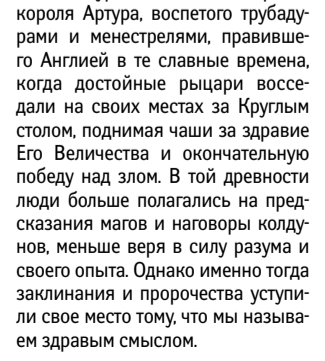 короля Артура, воспетого трубаду-
рами и менестрелями, правивше-
го Англией в те славные времена,
когда достойные рыцари воссе-
дали на своих местах за Круглым
столом, поднимая чаши за здравие
Его Величества и окончательную
победу над злом. В той древности
люди больше полагались на пред-
сказания магов и наговоры колду-
нов, меньше веря в силу разума и
своего опыта. Однако именно тогда
заклинания и пророчества уступи-
ли свое место тому, что мы называ-
ем здравым смыслом.